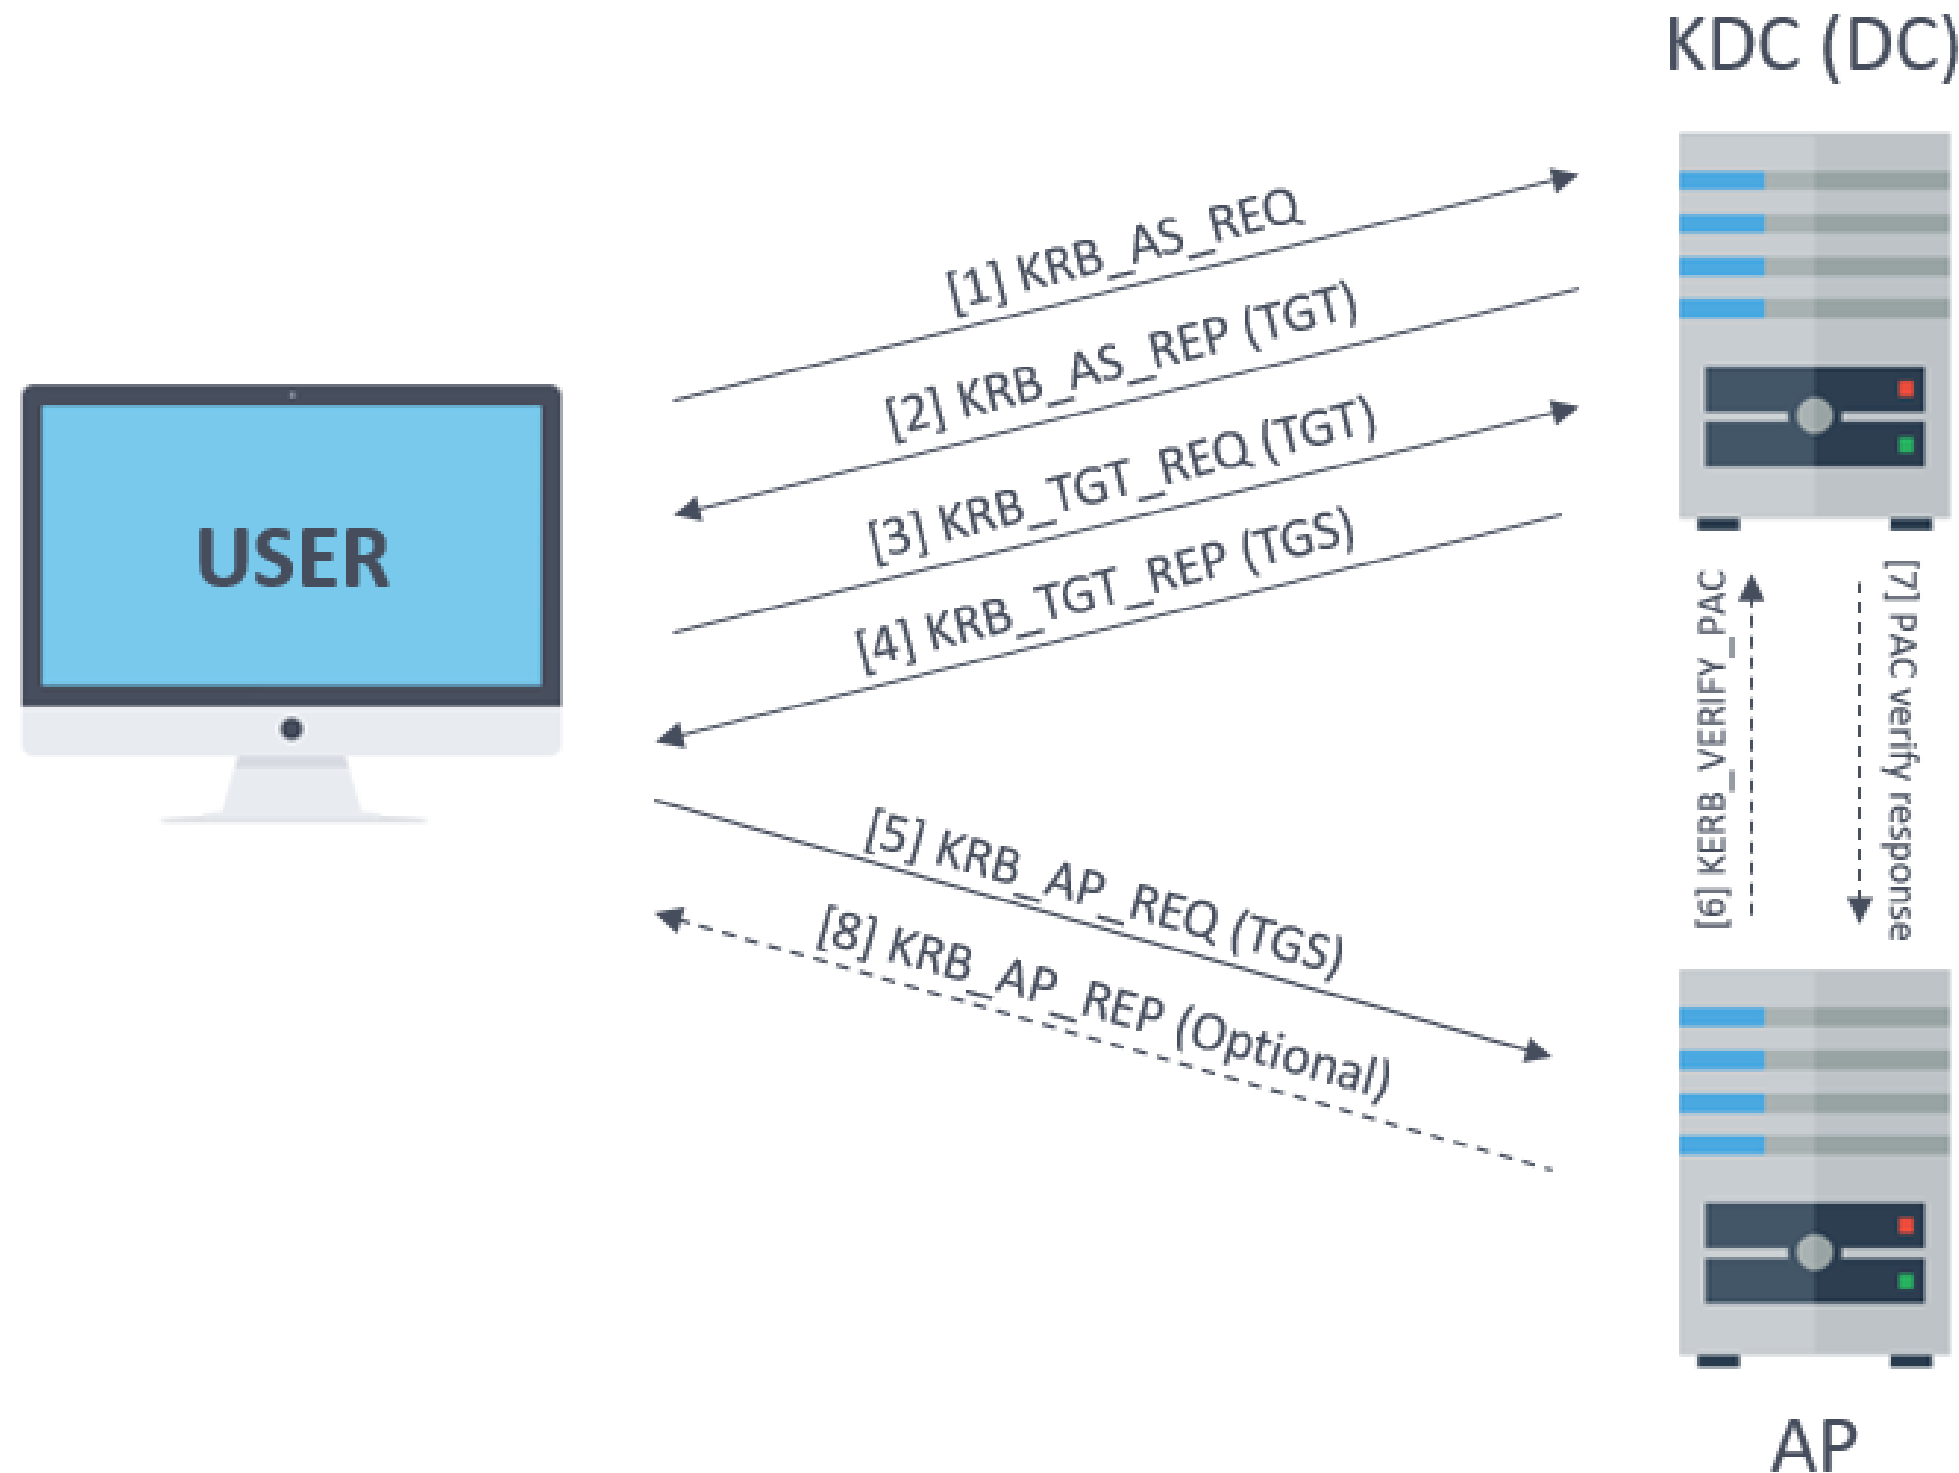 KDC (DC)
[1] KRB_AS_REQ
[2] KRB_AS_REP (TGT)
[3] KRB_TGT_REQ (TGT)
[4] KRB_TGT_REP (TGS)
USER
[6] KERB_VERIFY_PAC
[7] PAC verify response
[5] KRB_AP_REQ (TGS)
[8] KRB_AP_REP (Optional)
AP